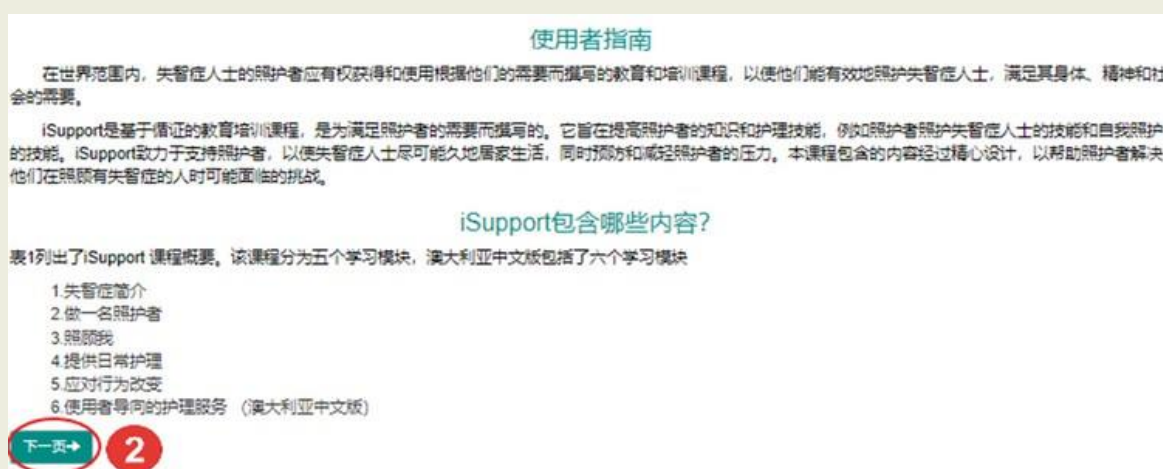 使用者指南
在世界范围内，失智症人士的照护者应有权获得和使用根据他们的需要而撰写的教育和培训课程，以使他们能有效地照护失智症人士，满足其身体、精神和社
会的需要。
iSupport是基于循证的教育培训课程，是为满足照护者的需要而撰写的。它旨在提高照护者的知识和护理技能，例如照护者照护失智症人士的技能和自我照护
的技能。iSupport致力于支持照护者，以使失智症人士尽可能久地居家生活，同时预防和减轻照护者的压力。本课程包含的内容经过精心设计，以帮助照护者解决
他们在照顾有失智症的人时可能面临的挑战。
iSupport包含哪些内容？
表1列出了iSupport 课程概要。该课程分为五个学习模块，澳大利亚中文版包括了六个学习模块
1.失智症简介
2.做一名照护者
3.照顾我
4.提供日常护理
5.应对行为改变
6.使用者导向的护理服务 （澳大利亚中文版）
下一页→ 2